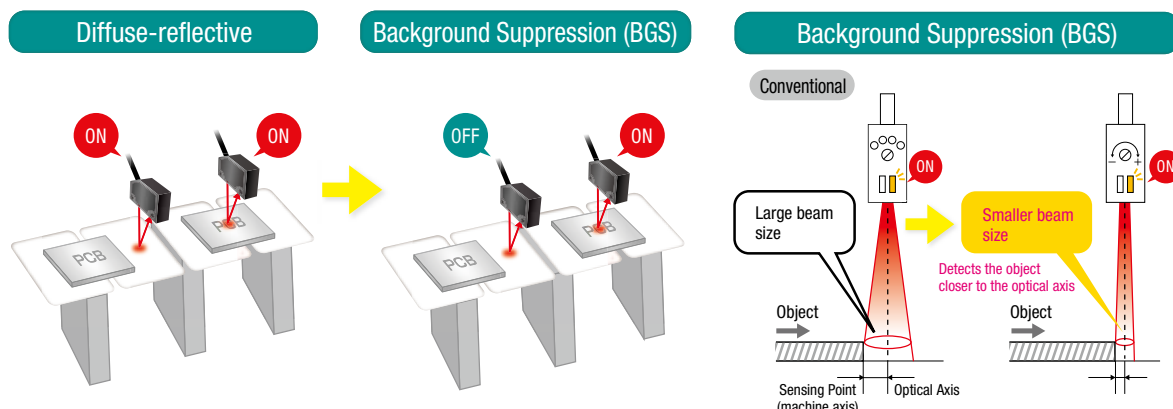 Diffuse-reflective
ON
ON
PCB
PCB
Background Suppression (BGS)
OFF
ON
PCB
PCB
Background Suppression (BGS)
Conventional
ON
Large beam
size
Object
Sensing Point
(machine axis)
Optical Axis
− +
ON
Smaller beam
size
Detects the object
closer to the optical axis
Object